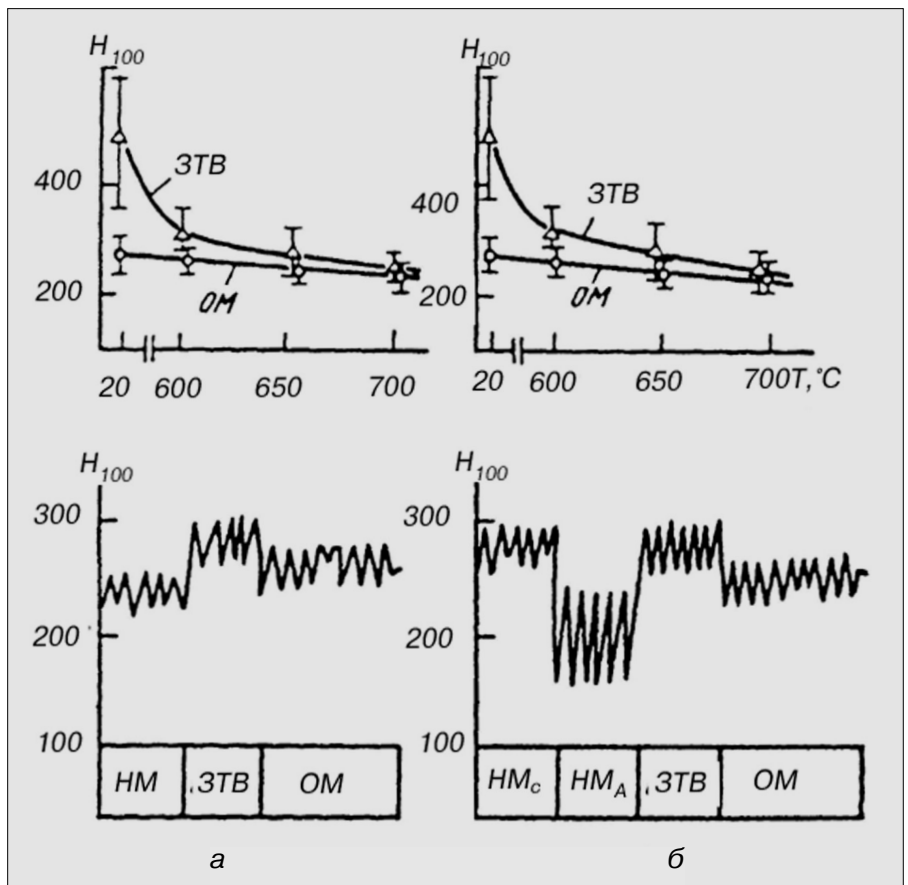 H₁₀₀ H₁₀₀
ЗТВ ЗТВ
400 400
ОМ ОМ
200 200
20 600 650 700 20 600 650 700 T,°C
H₁₀₀ H₁₀₀
300 300
200 200
100 100
НМ ЗТВ ОМ НМс НМА ЗТВ ОМ
а б